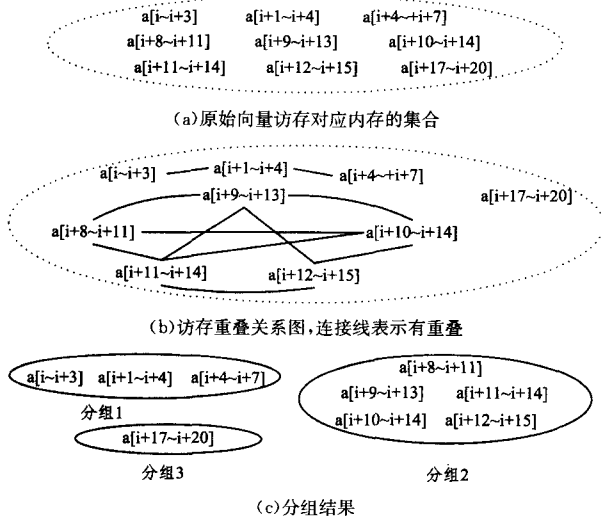 a[i~i+3] a[i+1~i+4] a[i+4~+i+7]
a[i+8~i+11] a[i+9~i+13] a[i+10~i+14]
a[i+11~i+14] a[i+12~i+15] a[i+17~i+20]
(a)原始向量访存对应内存的集合
a[i~i+3] a[i+1~i+4] a[i+4~+i+7]
a[i+9~i+13] a[i+17~i+20]
a[i+8~i+11] a[i+10~i+14]
a[i+11~i+14] a[i+12~i+15]
(b)访存重叠关系图,连接线表示有重叠
a[i~i+3] a[i+1~i+4] a[i+4~i+7]
分组1
a[i+17~i+20]
分组3
a[i+8~i+11]
a[i+9~i+13] a[i+11~i+14]
a[i+10~i+14] a[i+12~i+15]
分组2
(c)分组结果